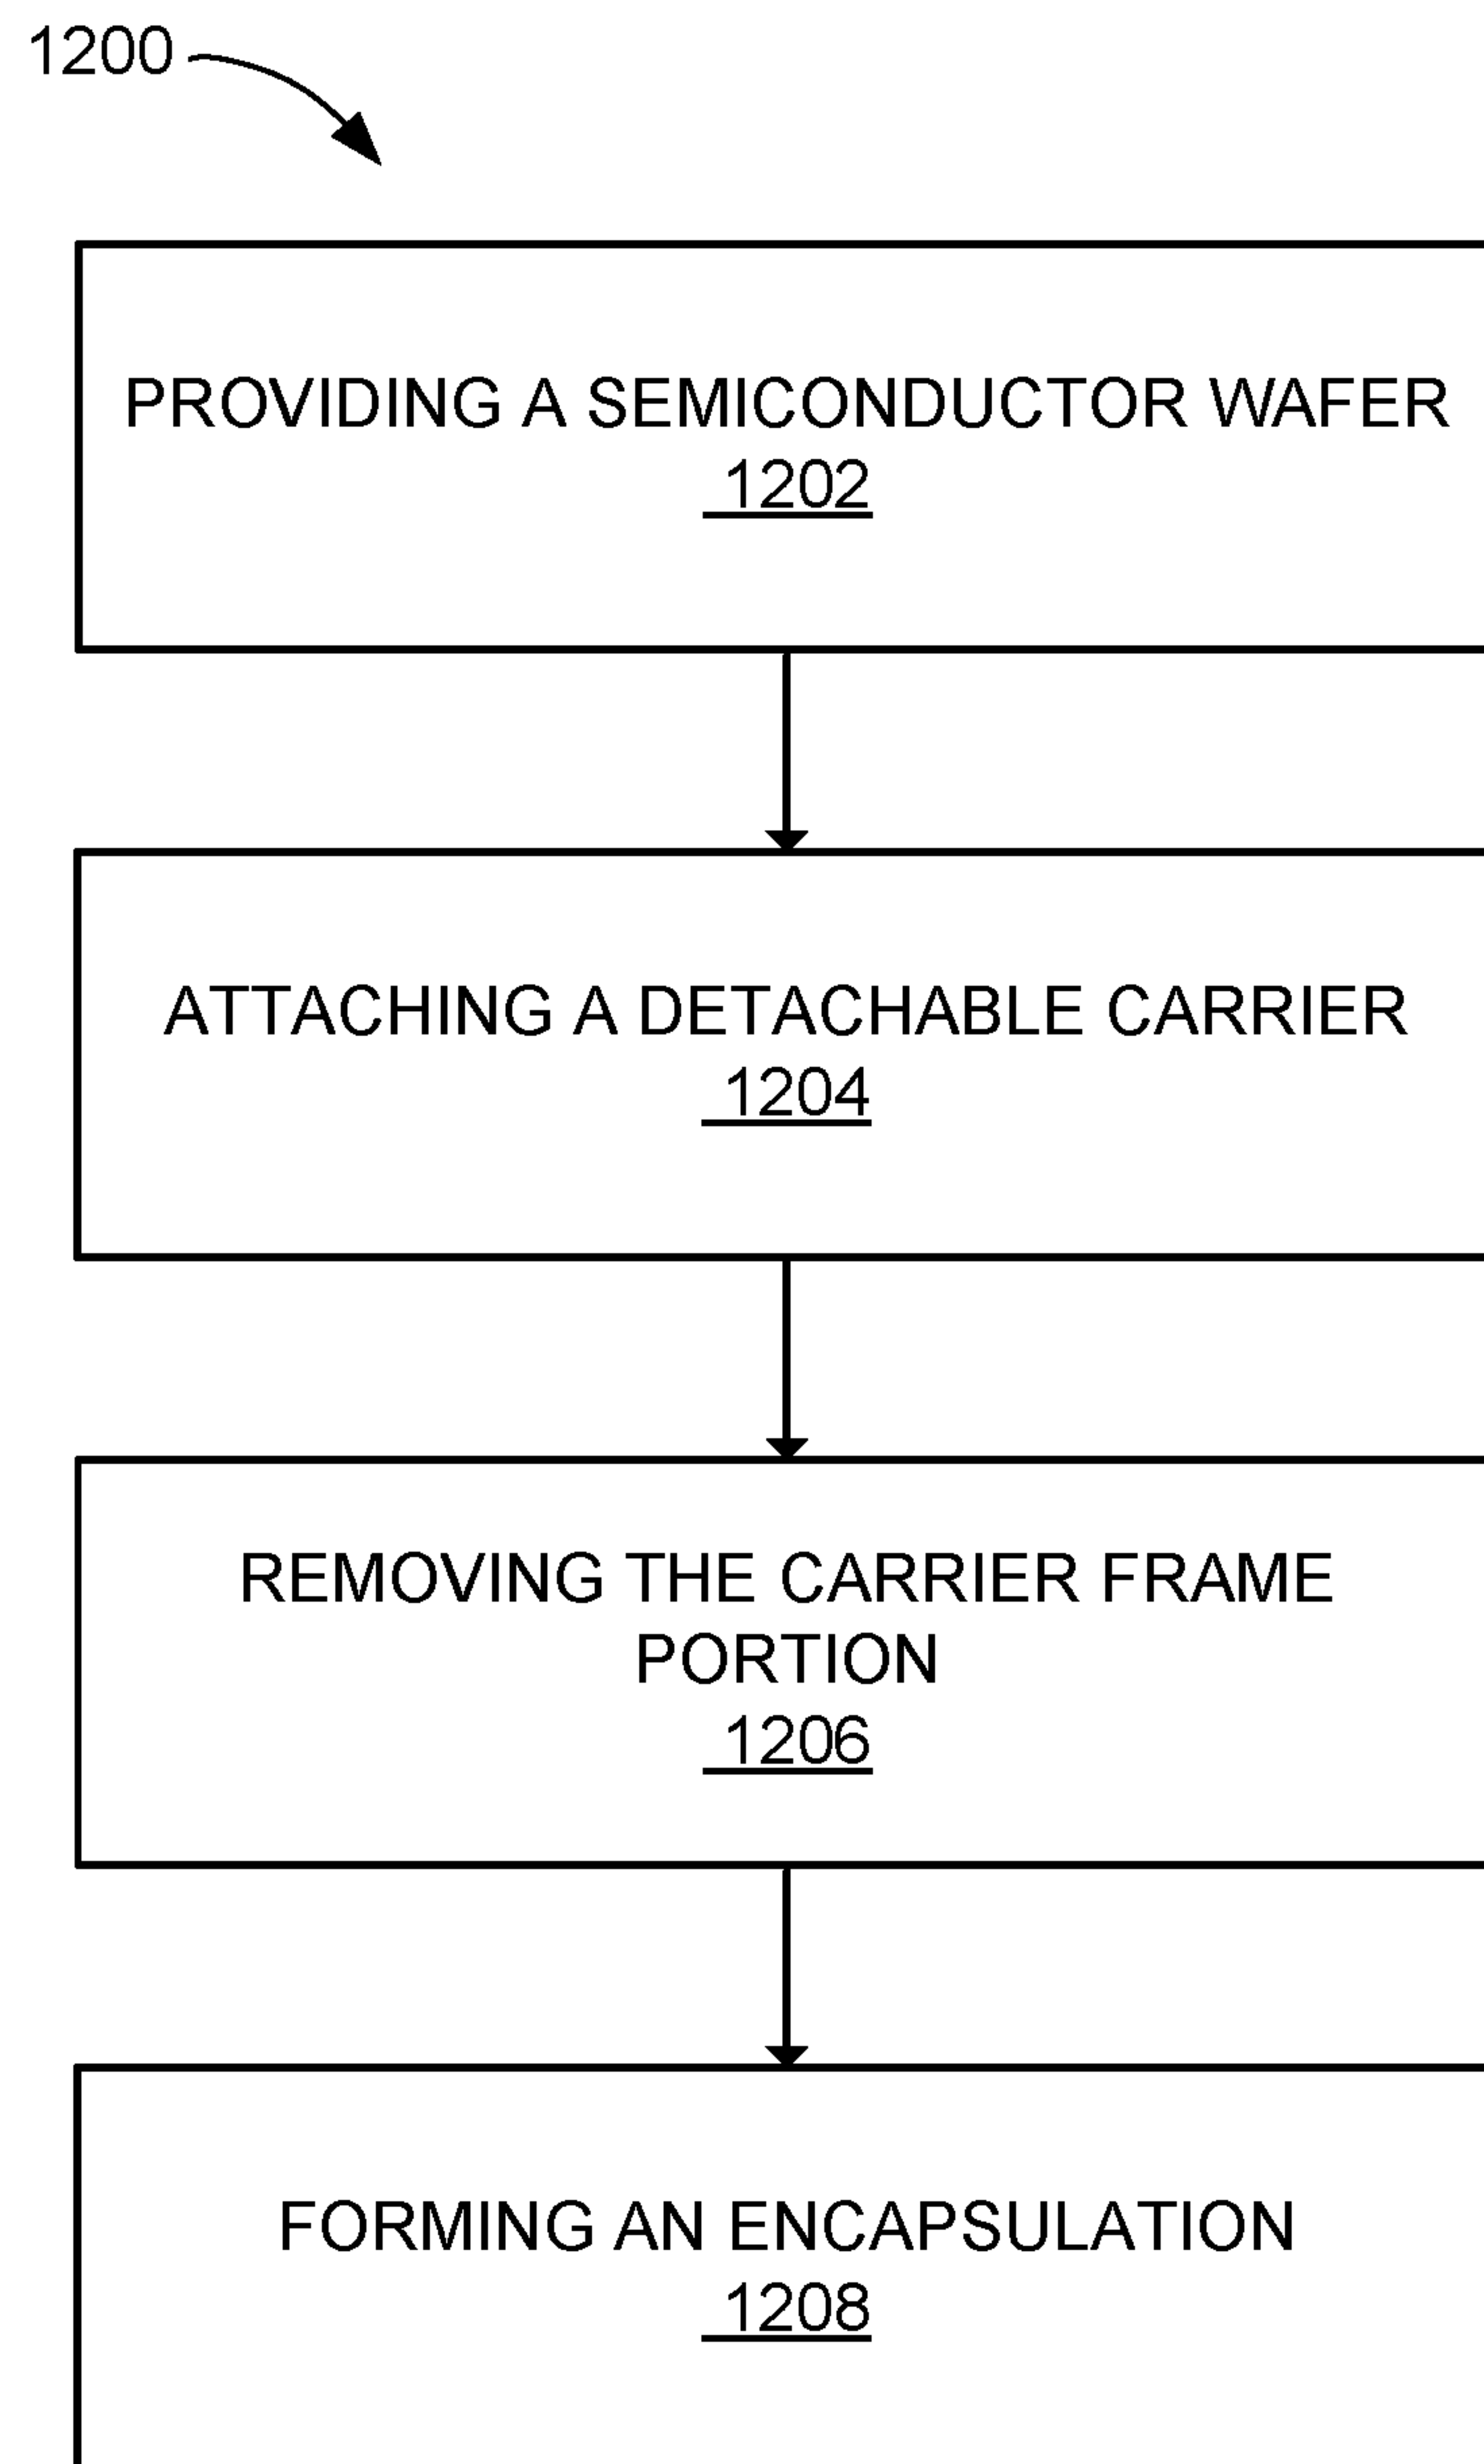 1200
PROVIDING A SEMICONDUCTOR WAFER
1202
ATTACHING A DETACHABLE CARRIER
1204
REMOVING THE CARRIER FRAME
PORTION
1206
FORMING AN ENCAPSULATION
1208